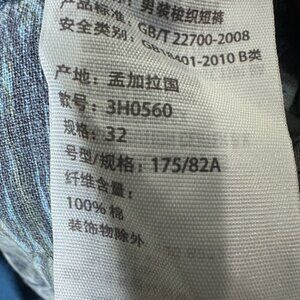 品名：男装梭织短裤
产品标准：GB/T 22700-2008
安全类别：GB18401-2010 B类
产地：孟加拉国
款号：3H0560
规格：32
号型/规格：175/82A
纤维含量：
100% 棉
装饰物除外